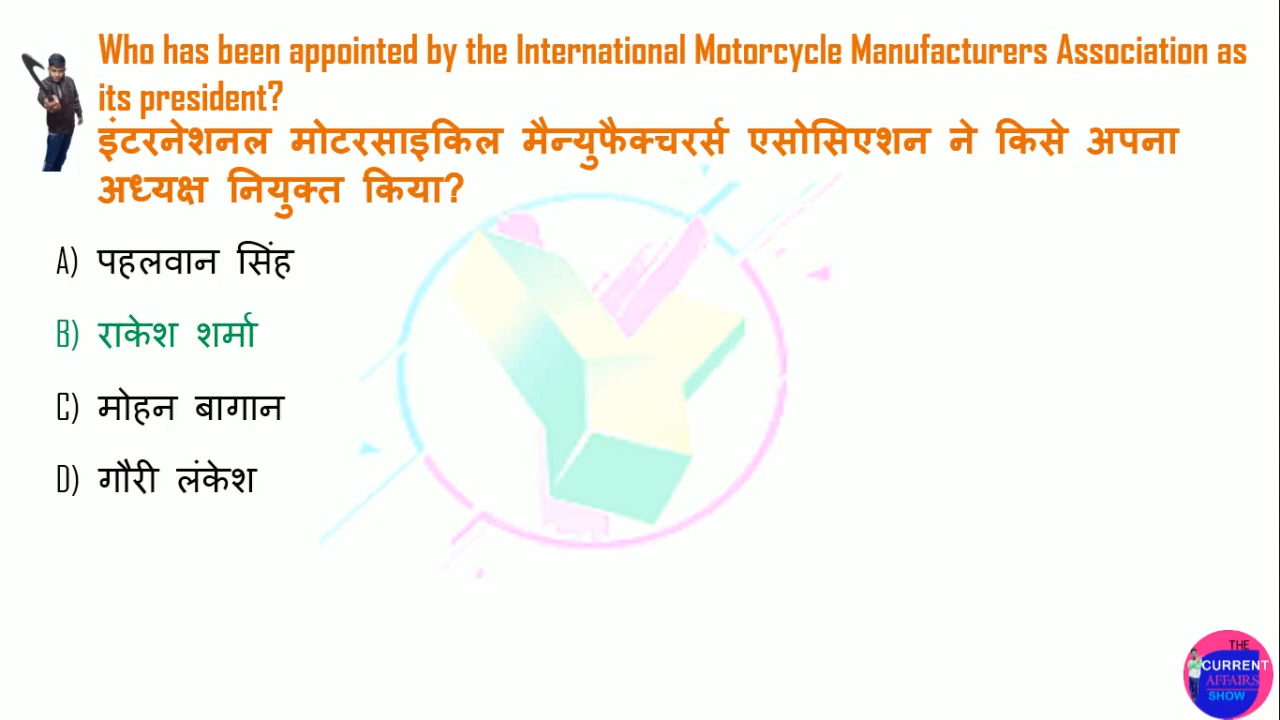 Who has been appointed by the International Motorcycle Manufacturers Association as
its president?
इंटरनेशनल मोटरसाइकिल मैन्युफैक्चरर्स एसोसिएशन ने किसे अपना
अध्यक्ष नियुक्त किया?
A) पहलवान सिंह
B) राकेश शर्मा
C) मोहन बागान
D) गौरी लंकेश
THE
CURRENT
AFFAIRS
SHOW